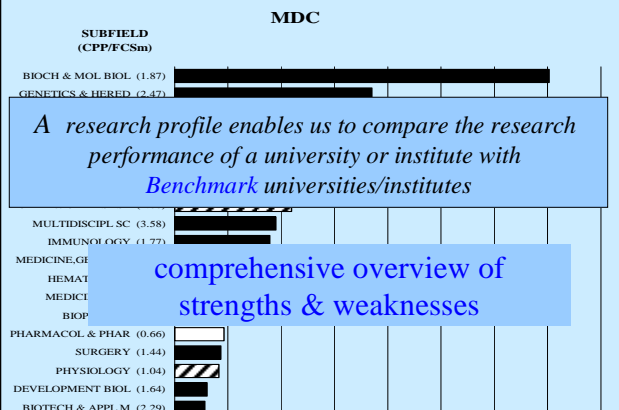 MDC
SUBFIELD
(CPP/FCSm)
BIOCH & MOL BIOL (1.87)
GENETICS & HERED (2.47)
A research profile enables us to compare the research
performance of a university or institute with
Benchmark universities/institutes
MULTIDISCIPL SC (3.58)
IMMUNOLOGY (1.77)
comprehensive overview of
strengths & weaknesses
PHARMACOL & PHAR (0.66)
SURGERY (1.44)
PHYSIOLOGY (1.04)
DEVELOPMENT BIOL (1.64)
BIOTECH & APPL M (2.29)